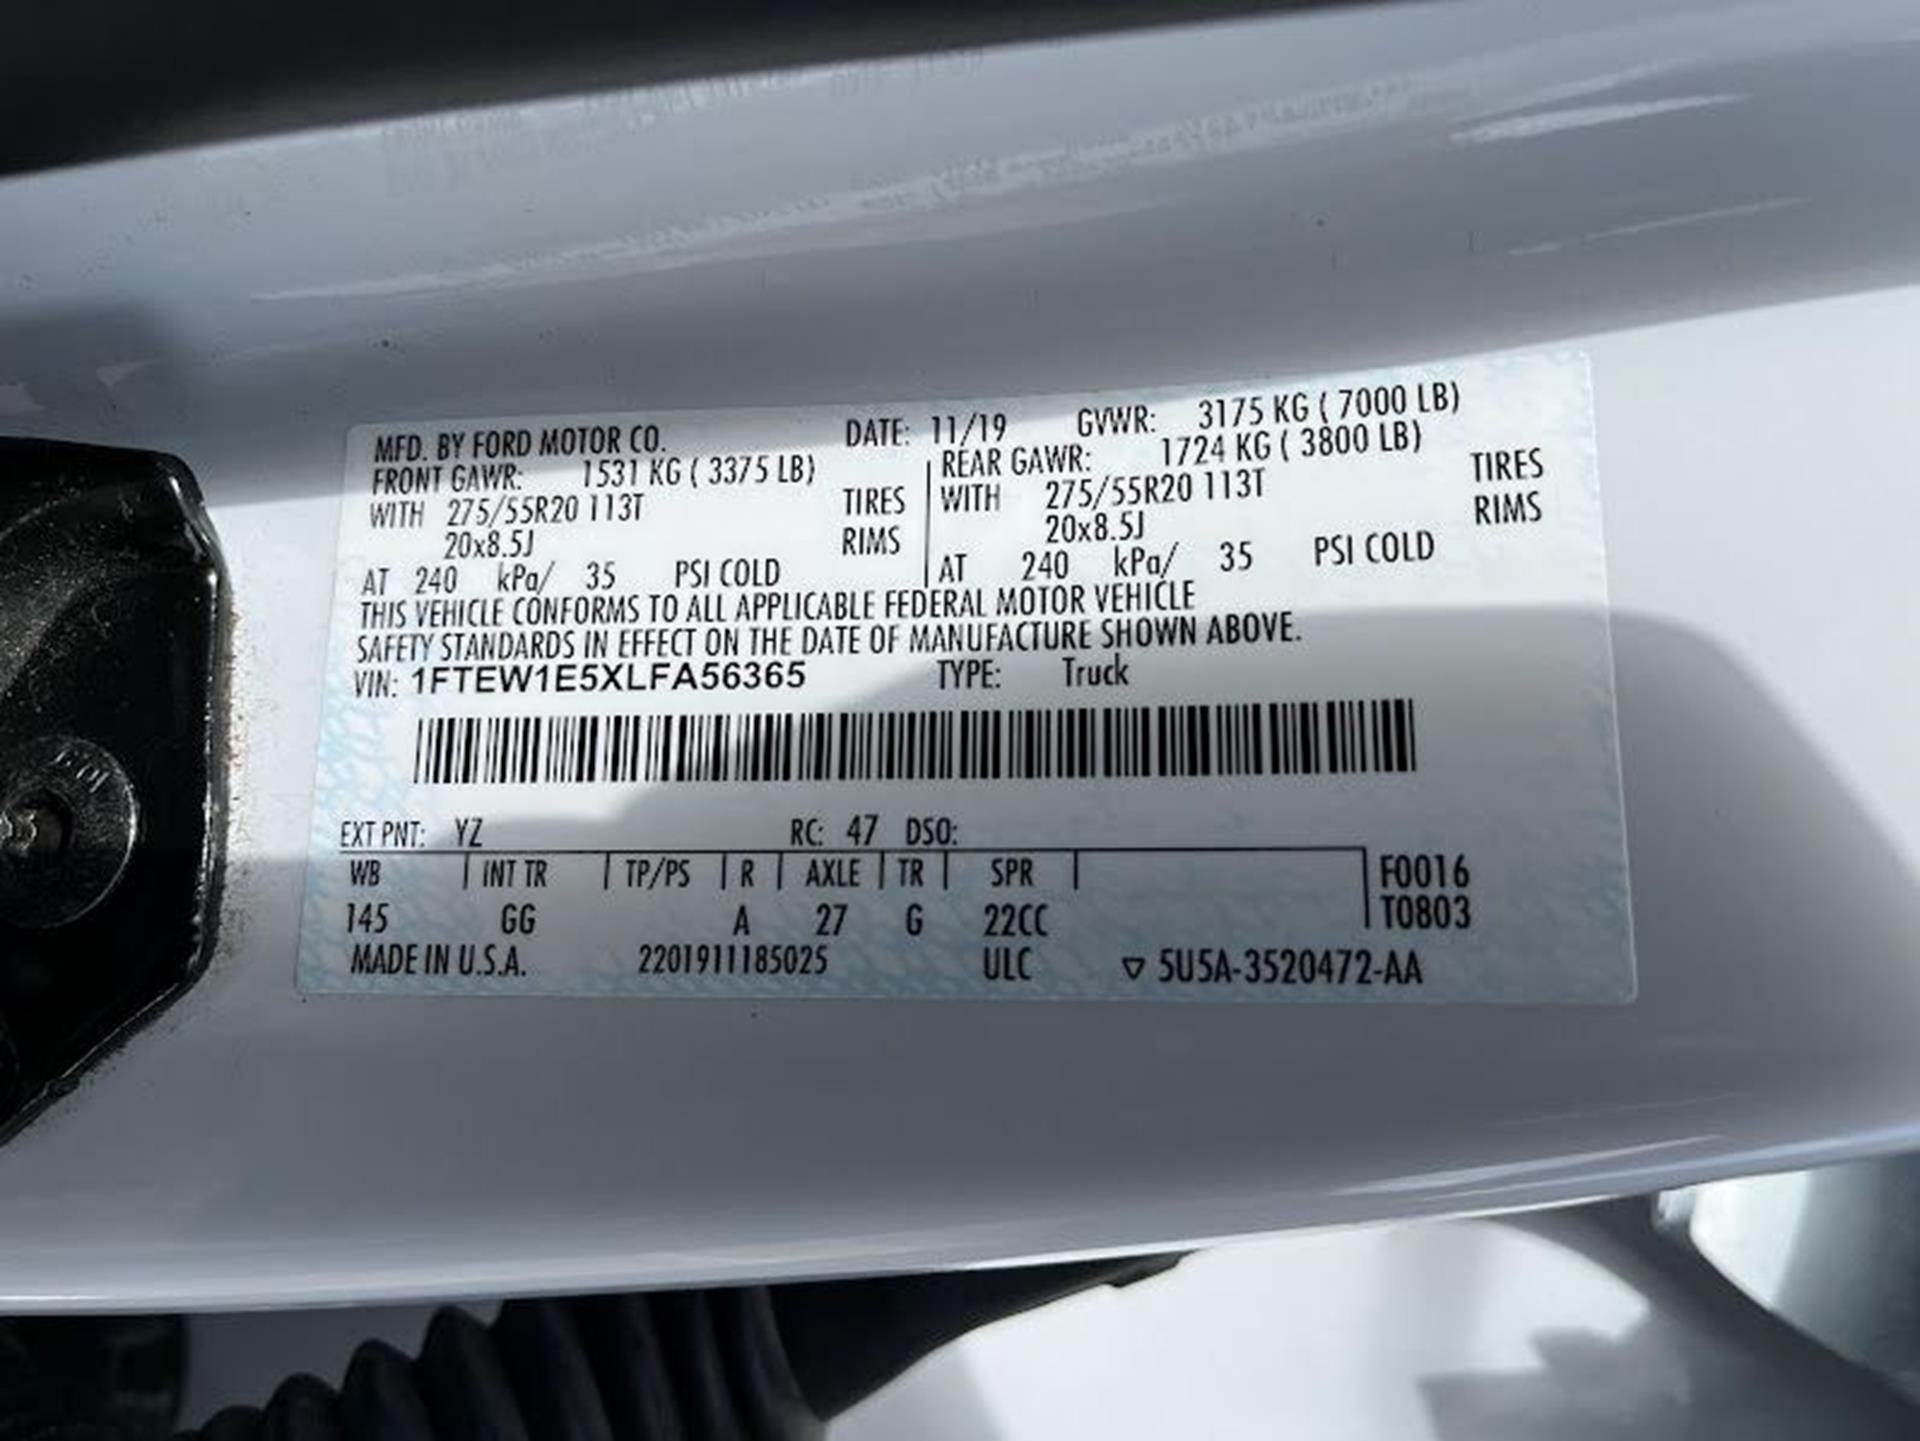 MFD. BY FORD MOTOR CO. DATE: 11/19 GVWR: 3175 KG ( 7000 LB)
FRONT GAWR: 1531 KG ( 3375 LB) REAR GAWR: 1724 KG ( 3800 LB)
WITH 275/55R20 113T TIRES WITH 275/55R20 113T TIRES
20x8.5J RIMS 20x8.5J RIMS
AT 240 kPa/ 35 PSI COLD AT 240 kPa/ 35 PSI COLD
THIS VEHICLE CONFORMS TO ALL APPLICABLE FEDERAL MOTOR VEHICLE
SAFETY STANDARDS IN EFFECT ON THE DATE OF MANUFACTURE SHOWN ABOVE.
VIN: 1FTEW1E5XLFA56365 TYPE: Truck
EXT PNT: YZ RC: 47 DSO:
WB INT TR TP/PS R AXLE TR SPR F0016
145 GG A 27 G 22CC T0803
MADE IN U.S.A. 2201911185025 ULC ▽ 5U5A-3520472-AA